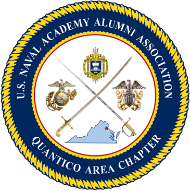 U.S. NAVAL ACADEMY ALUMNI ASSOCIATION
QUANTICO AREA CHAPTER